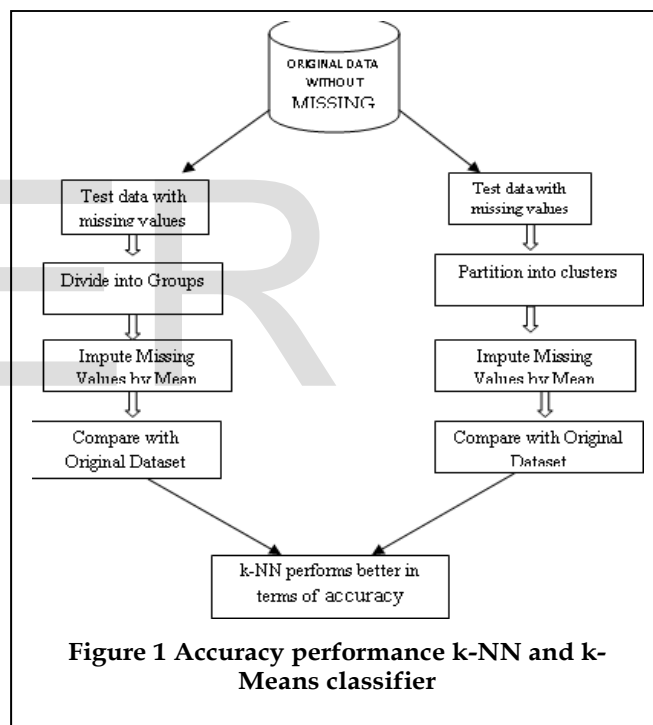 ORIGINAL DATA
WITHOUT
MISSING
Test data with
missing values
Test data with
missing values
Divide into Groups
Partition into clusters
Impute Missing
Values by Mean
Impute Missing
Values by Mean
Compare with
Original Dataset
Compare with Original
Dataset
k-NN performs better in
terms of accuracy
Figure 1 Accuracy performance k-NN and k-
Means classifier
ER